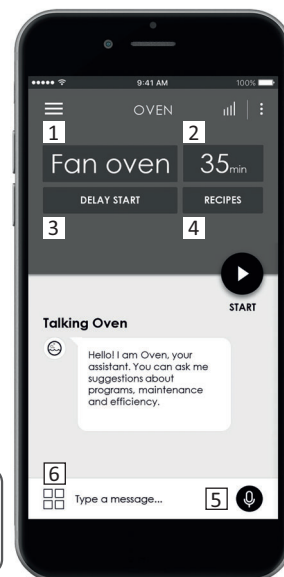 9:41 AM 100%
OVEN
1 2
Fan oven 35min
DELAY START RECIPES
3 4
START
Talking Oven
Hello! I am Oven, your
assistant. You can ask me
suggestions about
programs, maintenance
and efficiency.
6
Type a message... 5